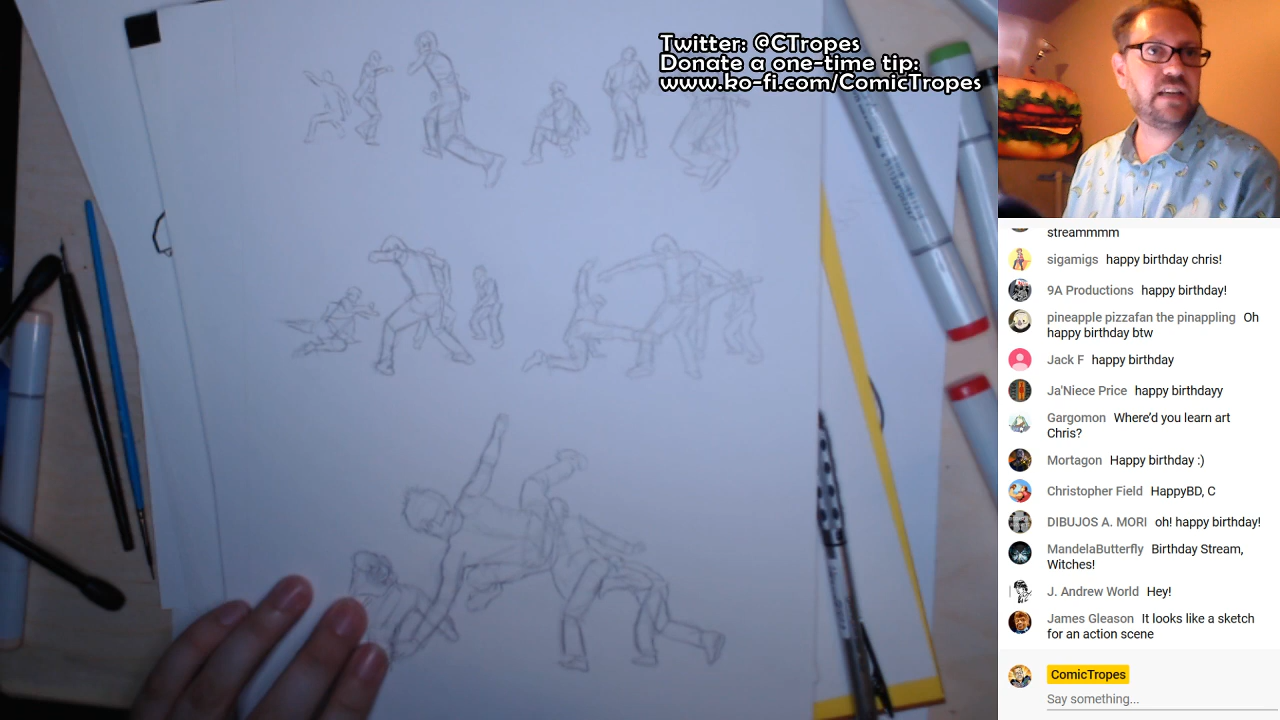 Twitter: @CTropes
Donate a one-time tip:
www.ko-fi.com/ComicTropes
streammmm
sigamigs happy birthday chris!
9A Productions happy birthday!
pineapple pizzafan the pinappling Oh
happy birthday btw
Jack F happy birthday
Ja'Niece Price happy birthdayy
Gargomon Where'd you learn art
Chris?
Mortagon Happy birthday :)
Christopher Field HappyBD, C
DIBUJOS A. MORI oh! happy birthday!
MandelaButterfly Birthday Stream,
Witches!
J. Andrew World Hey!
James Gleason It looks like a sketch
for an action scene
ComicTropes
Say something...